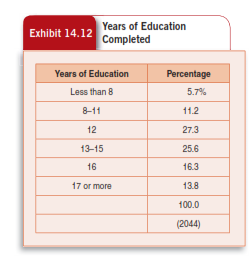 Exhibit 14.12
Years of Education
Completed
Years of Education Percentage
Less than 8 5.7%
8–11 11.2
12 27.3
13–15 25.6
16 16.3
17 or more 13.8
100.0
(2044)